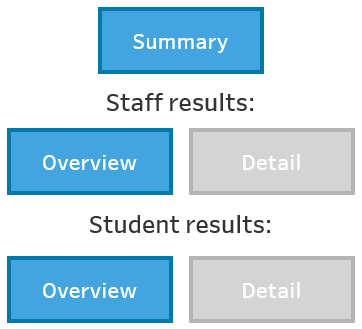 Summary
Staff results:
Overview Detail
Student results:
Overview Detail